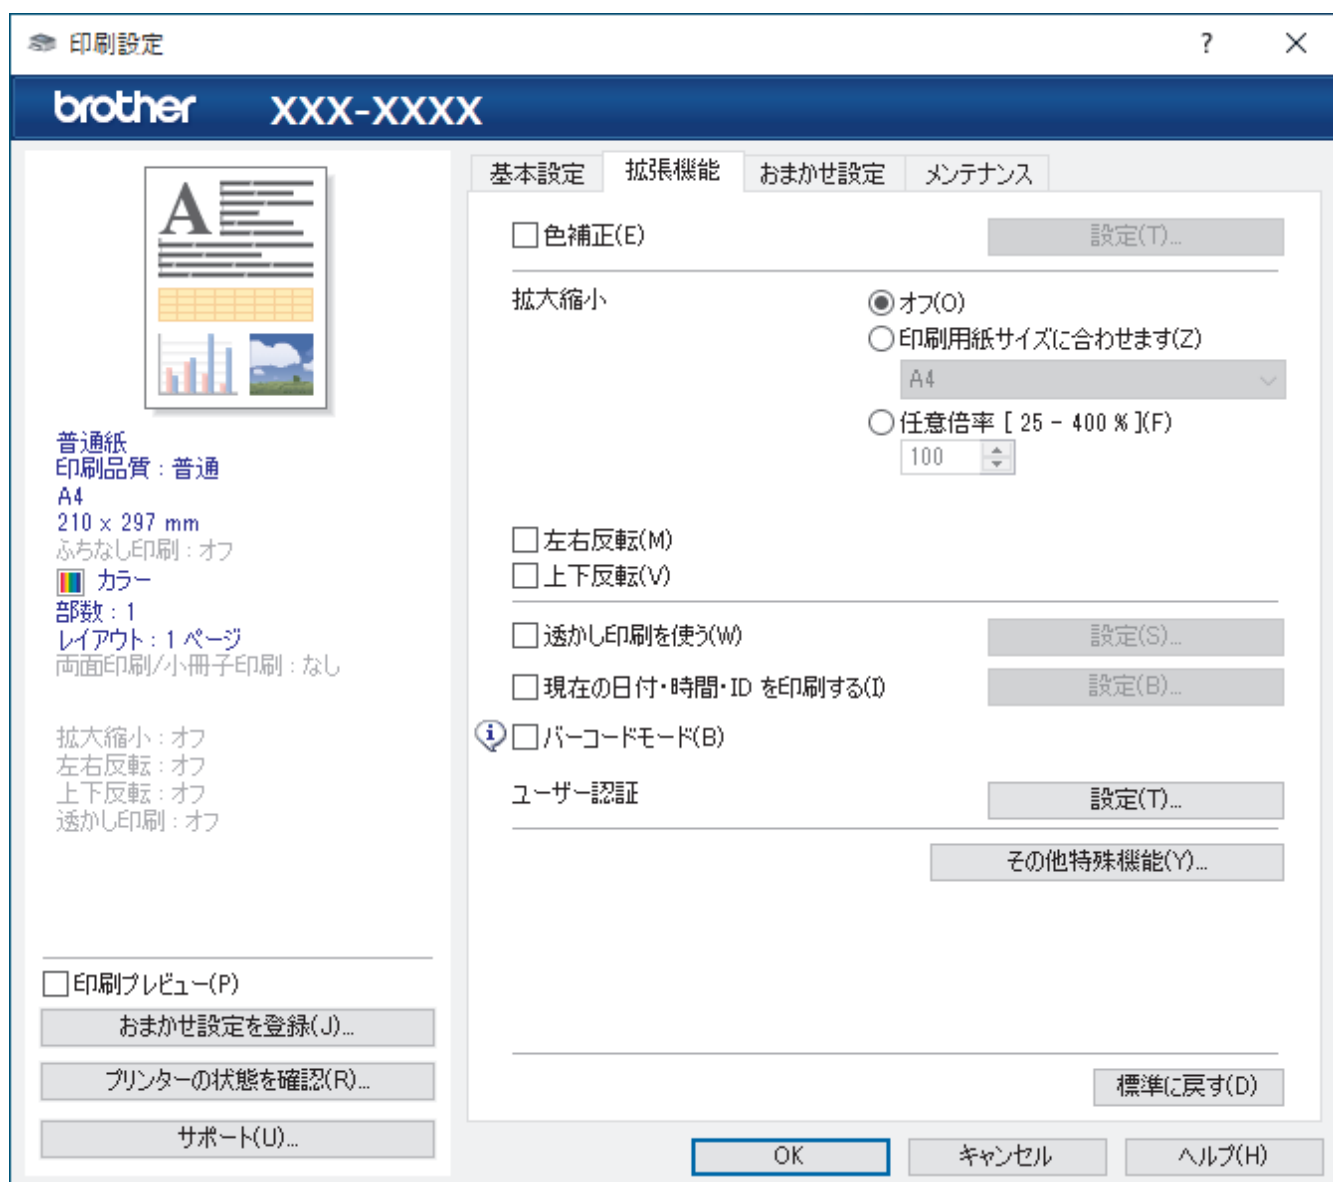 印刷設定
?
brother XXX-XXXX
A
普通紙
印刷品質 : 普通
A4
210 x 297 mm
ふちなし印刷 : オフ
カラー
部数 : 1
レイアウト : 1 ページ
両面印刷/小冊子印刷 : なし
拡大縮小 : オフ
左右反転 : オフ
上下反転 : オフ
透かし印刷 : オフ
印刷プレビュー(P)
おまかせ設定を登録(J)...
プリンターの状態を確認(R)...
サポート(U)...
基本設定 拡張機能 おまかせ設定 メンテナンス
色補正(E) 設定(T)...
拡大縮小 オフ(O)
印刷用紙サイズに合わせます(Z)
A4
任意倍率 [ 25 - 400 % ](F)
100
左右反転(M)
上下反転(V)
透かし印刷を使う(W) 設定(S)...
現在の日付・時間・ID を印刷する(I) 設定(B)...
バーコードモード(B)
ユーザー認証 設定(T)...
その他特殊機能(Y)...
標準に戻す(D)
OK キャンセル ヘルプ(H)